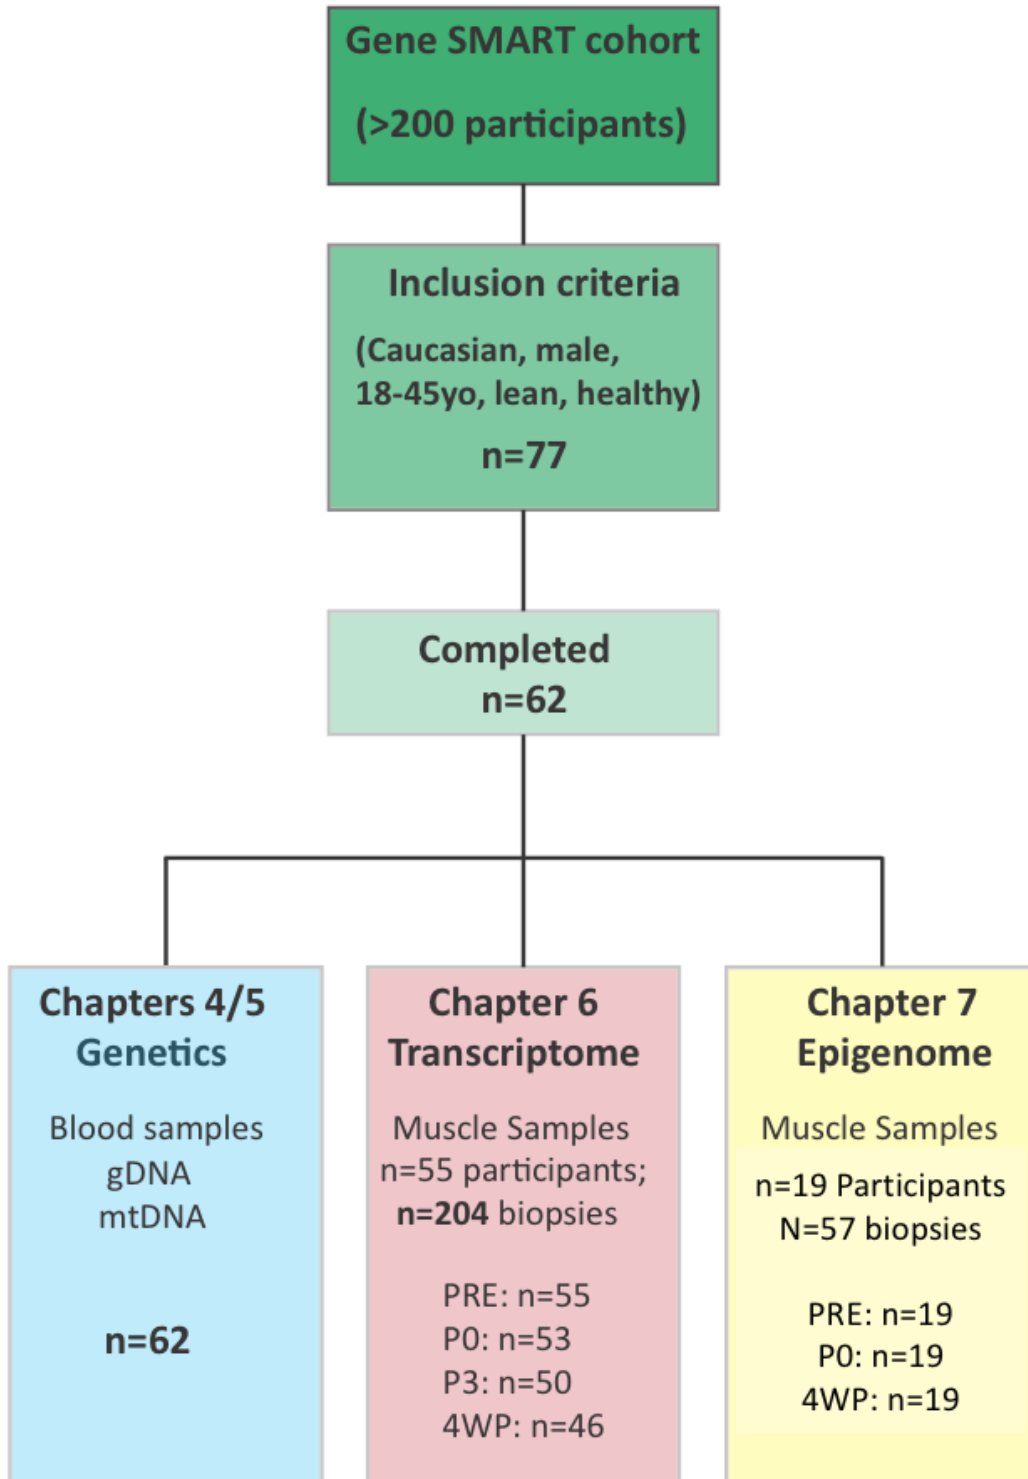 Gene SMART cohort
(>200 participants)
Inclusion criteria
(Caucasian, male,
18-45yo, lean, healthy)
n=77
Completed
n=62
Chapters 4/5
Genetics
Blood samples
gDNA
mtDNA
n=62
Chapter 6
Transcriptome
Muscle Samples
n=55 participants;
n=204 biopsies
PRE: n=55
P0: n=53
P3: n=50
4WP: n=46
Chapter 7
Epigenome
Muscle Samples
n=19 Participants
N=57 biopsies
PRE: n=19
P0: n=19
4WP: n=19